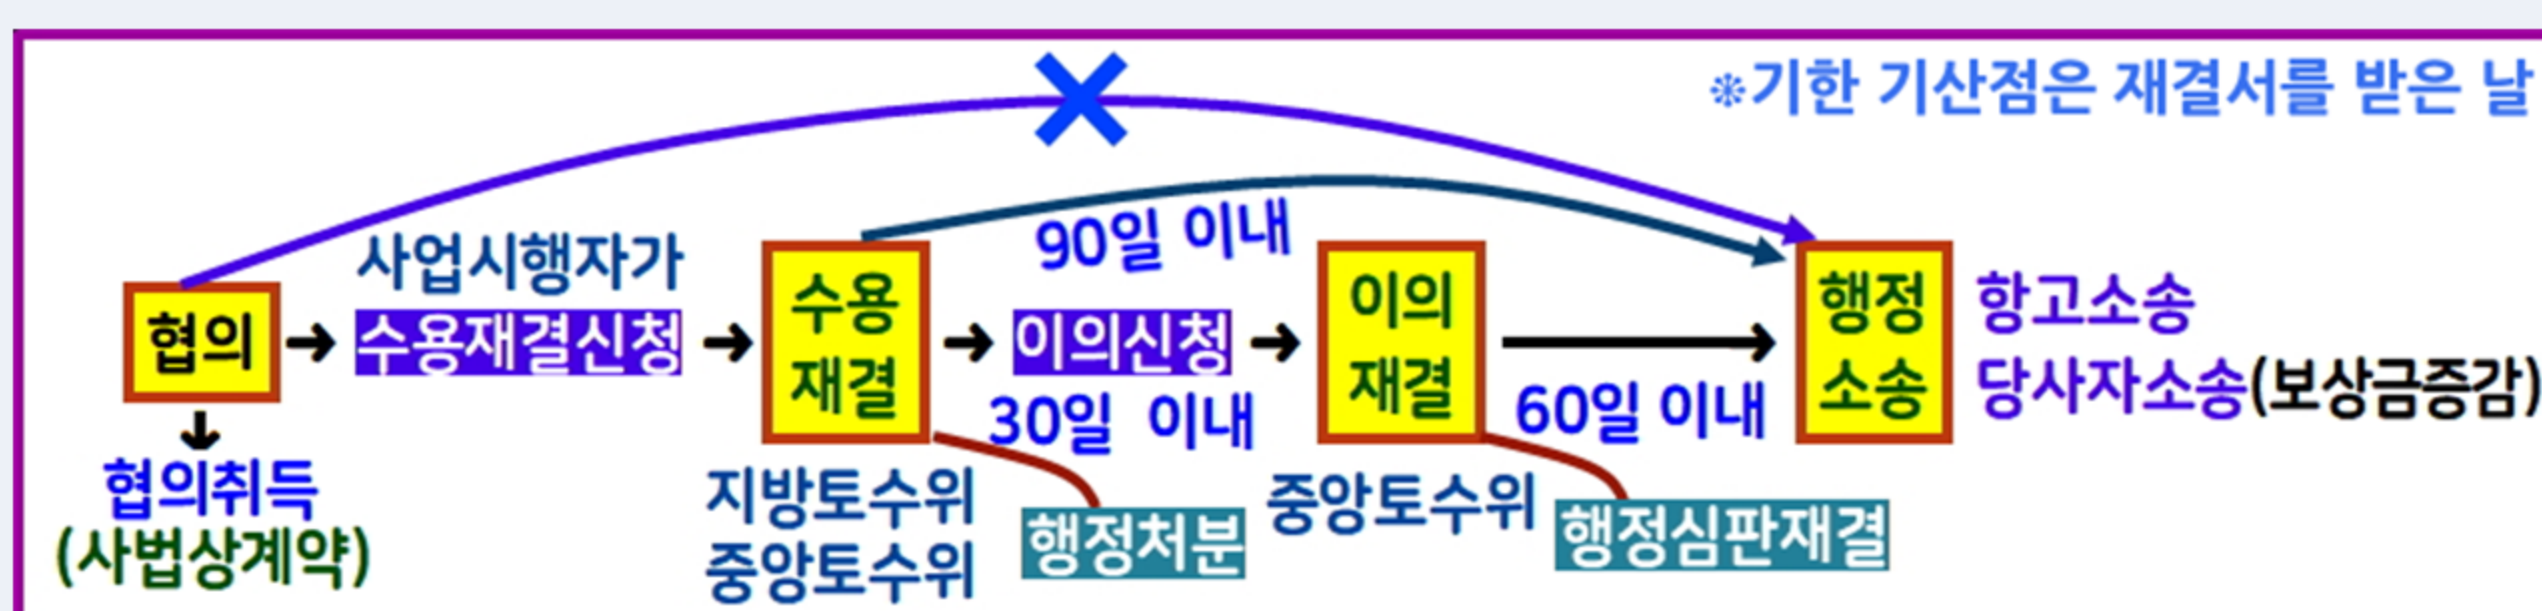 ※기한 기산점은 재결서를 받은 날
90일 이내
협의
사업시행자가
수용재결신청
수용
재결
이의신청
30일 이내
이의
재결
60일 이내
행정
소송
항고소송
당사자소송(보상금증감)
협의취득
(사법상계약)
지방토수위
중앙토수위
행정처분
중앙토수위
행정심판재결